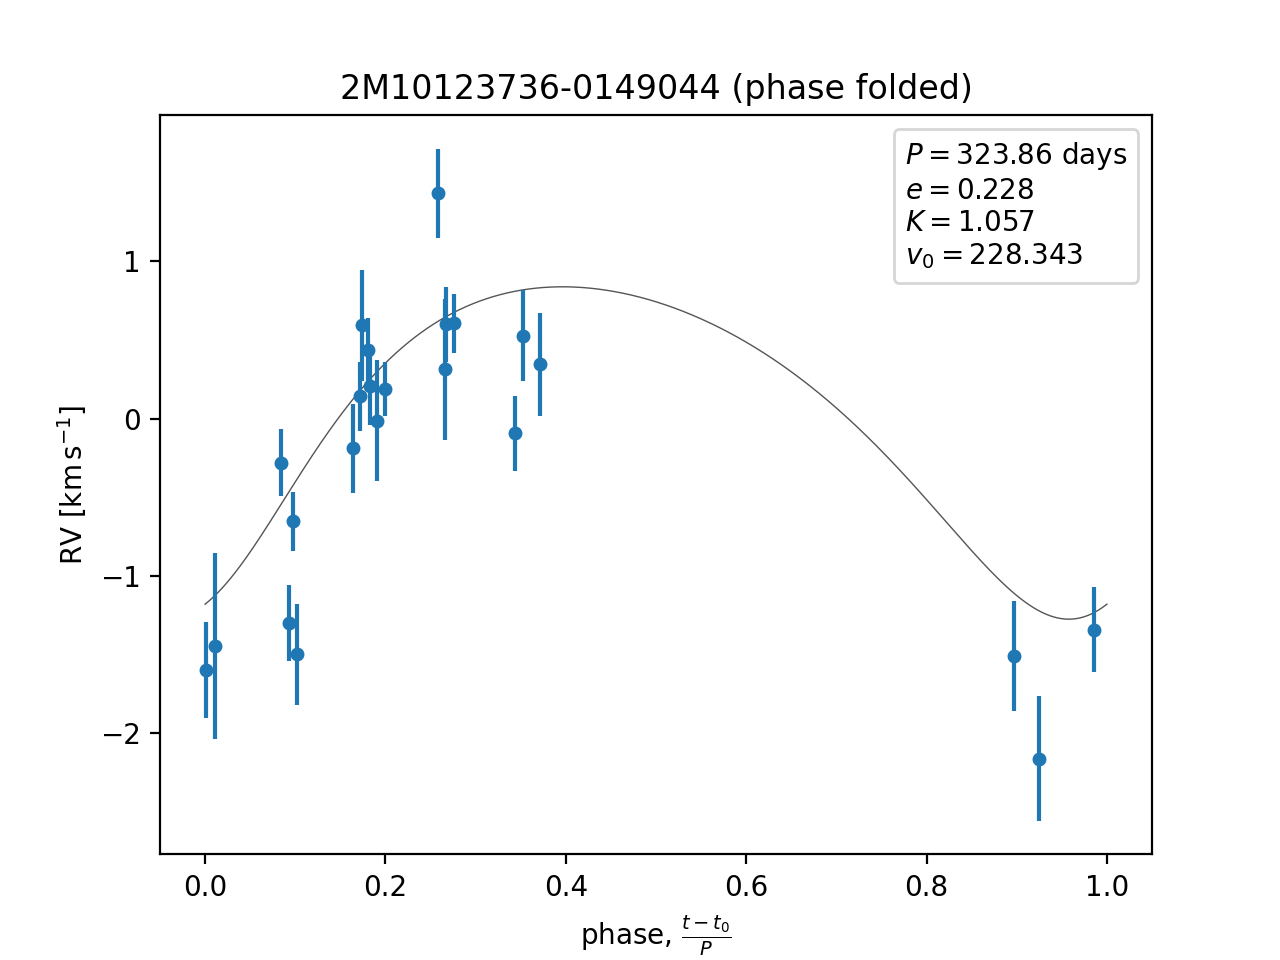 2M10123736-0149044 (phase folded)
P = 323.86 days
e = 0.228
K = 1.057
v₀ = 228.343
1
0
−1
−2
RV [km s⁻¹]
0.0 0.2 0.4 0.6 0.8 1.0
phase, (t − t₀)/P